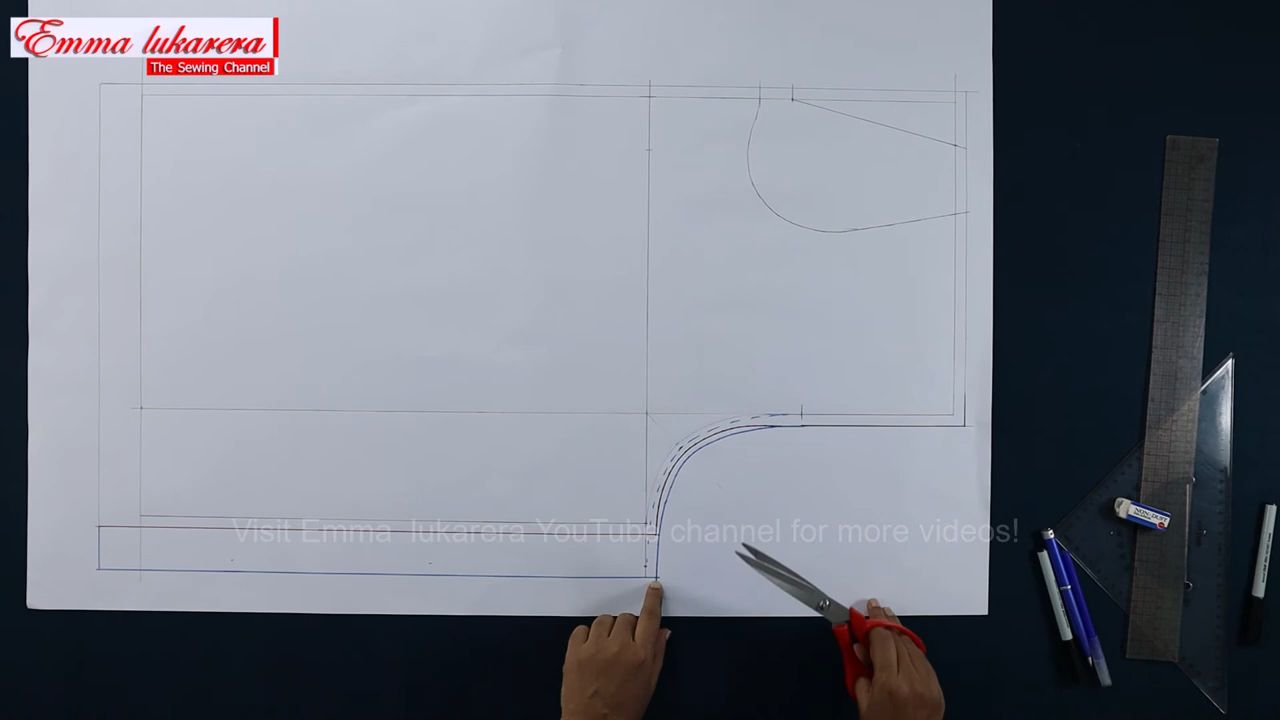 Emma lukarera
The Sewing Channel
Visit Emma lukarera YouTube channel for more videos!
NON-DUST